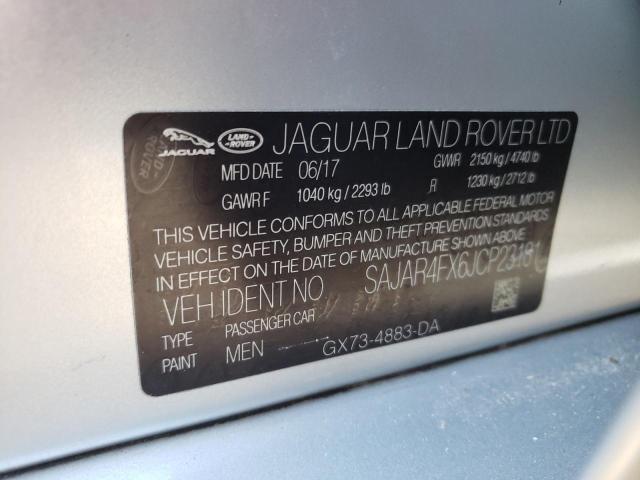 JAGUAR LAND ROVER JAGUAR LAND ROVER LTD
MFD DATE 06/17 GWWR 2150 kg / 4740 lb
GAWR F 1040 kg / 2293 lb R 1230 kg / 2712 lb
THIS VEHICLE CONFORMS TO ALL APPLICABLE FEDERAL MOTOR
VEHICLE SAFETY, BUMPER AND THEFT PREVENTION STANDARDS
IN EFFECT ON THE DATE OF MANUFACTURE SHOWN ABOVE
VEH IDENT NO SAJAR4FX6JCP23181
TYPE PASSENGER CAR
PAINT MEN GX73-4883-DA